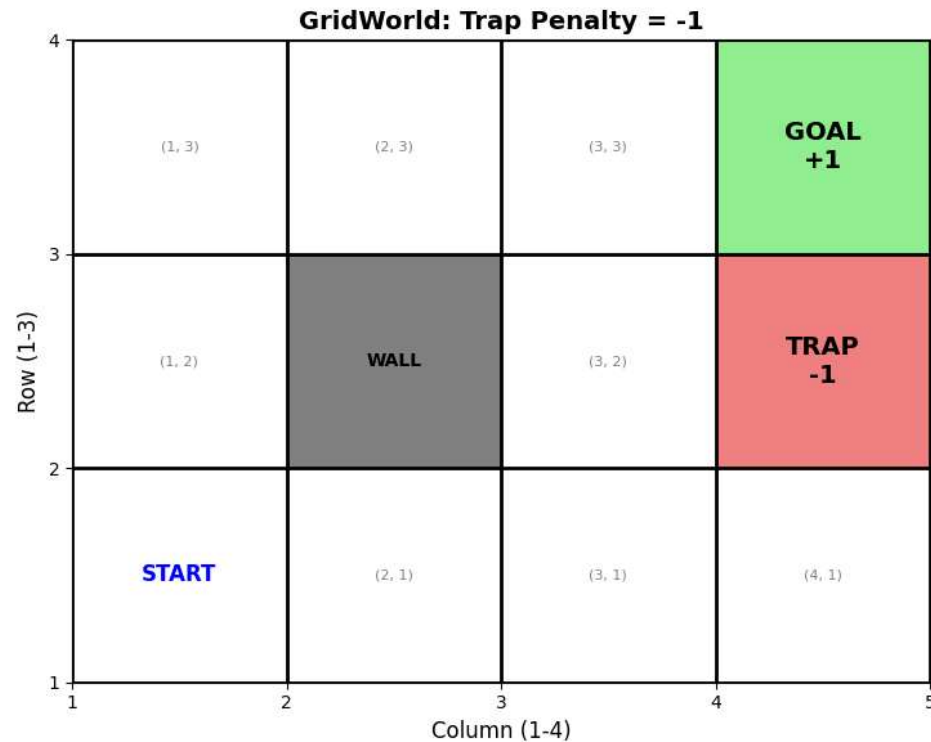 GridWorld: Trap Penalty = -1
4
(1, 3)
(2, 3)
(3, 3)
GOAL
+1
3
(1, 2)
WALL
(3, 2)
TRAP
-1
Row (1-3)
2
START
(2, 1)
(3, 1)
(4, 1)
1
1
2
3
4
5
Column (1-4)